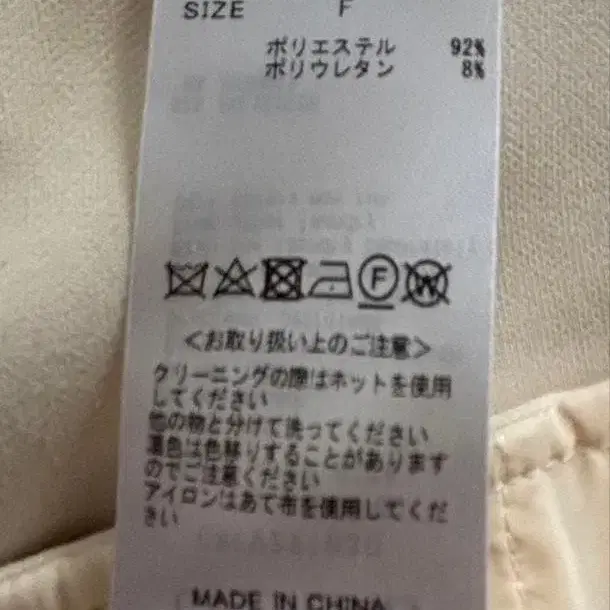 SIZE F
ポリエステル 92%
ポリウレタン 8%
F W
<お取り扱い上のご注意>
クリーニングの際はネットを使用
してください
他の物と分けて洗ってください
濃色は色移りすることがあります
のでご注意ください
アイロンはあて布を使用してくだ
さい
MADE IN CHINA